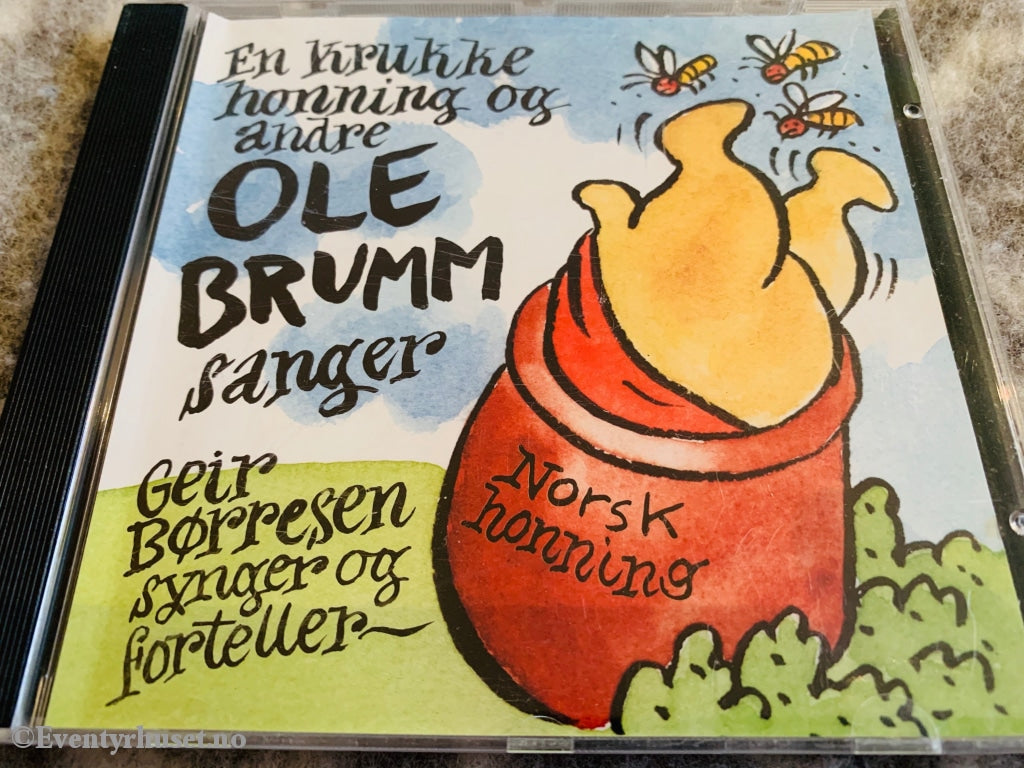 En krukke
honning og
andre
OLE
BRUMM
sanger
Geir
Børresen
synger og
forteller
Norsk
honning
©Eventyrhuset.no